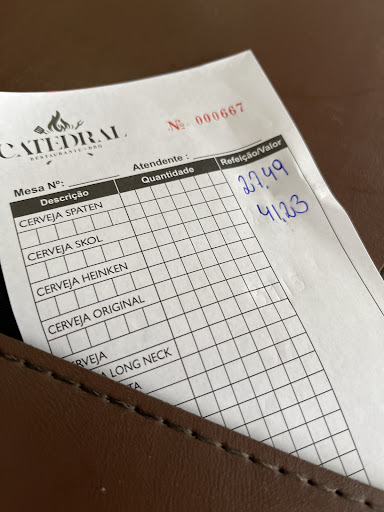 CATEDRAL
RESTAURANTE • BBQ
Nº 000667
Mesa Nº: Atendente :
Descrição Quantidade Refeição/Valor
CERVEJA SPATEN 27,49
41,23
CERVEJA SKOL
CERVEJA HEINKEN
CERVEJA ORIGINAL
LONG NECK